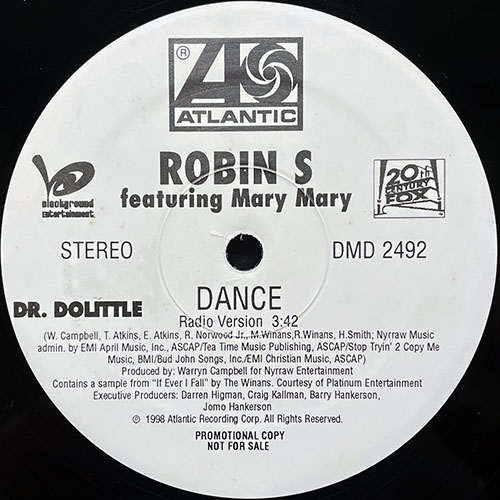 ®
ATLANTIC
ROBIN S
featuring Mary Mary
Blackground
Entertainment.
20th
CENTURY
FOX
STEREO
DMD 2492
DR. DOLITTLE
DANCE
Radio Version 3:42
(W. Campbell, T. Atkins, E. Atkins, R. Norwood Jr., M.Winans,R.Winans, H.Smith; Nyrraw Music
admin. by EMI April Music, Inc., ASCAP/Tea Time Music Publishing, ASCAP/Stop Tryin' 2 Copy Me
Music, BMI/Bud John Songs, Inc./EMI Christian Music, ASCAP)
Produced by: Warryn Campbell for Nyrraw Entertainment
Contains a sample from "If Ever I Fall" by The Winans. Courtesy of Platinum Entertainment
Executive Producers: Darren Higman, Craig Kallman, Barry Hankerson,
Jomo Hankerson
℗ 1998 Atlantic Recording Corp. All Rights Reserved.
PROMOTIONAL COPY
NOT FOR SALE